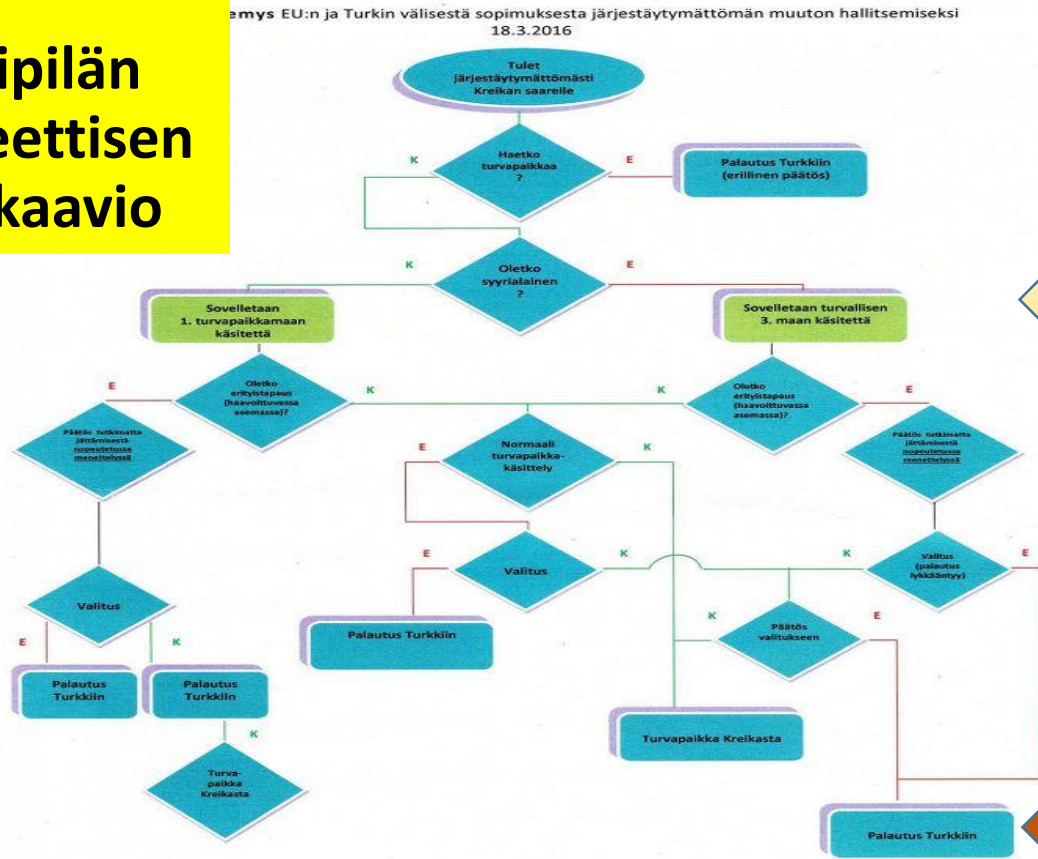 emys EU:n ja Turkin välisestä sopimuksesta järjestäytymättömän muuton hallitsemiseksi
18.3.2016
ipilän
eettisen
kaavio
Tulet
järjestäytymättömästi
Kreikan saarelle
K
Haetko
turvapaikkaa
?
E
Palautus Turkkiin
(erillinen päätös)
K
Oletko
syyrialainen
?
E
Sovelletaan
1. turvapaikkamaan
käsitettä
Sovelletaan turvallisen
3. maan käsitettä
E
Oletko
erityistapaus
(haavoittuvassa
asemassa)?
K
K
Oletko
erityistapaus
(haavoittuvassa
asemassa)?
E
Päätös tutkimatta
jättämisestä
nopeutetussa
menettelyssä
E
Normaali
turvapaikka-
käsittely
K
Päätös tutkimatta
jättämisestä
nopeutetussa
menettelyssä
E
Valitus
K
K
Valitus
(palautus
lykkääntyy)
E
Valitus
E
K
Palautus Turkkiin
K
Päätös
valitukseen
E
Palautus
Turkkiin
Palautus
Turkkiin
K
Turva-
paikka
Kreikasta
Turvapaikka Kreikasta
Palautus Turkkiin